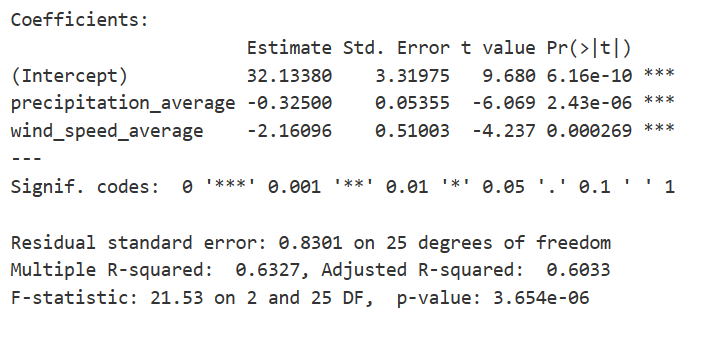 Coefficients:
                     Estimate Std. Error t value Pr(>|t|)
(Intercept)           32.13380    3.31975   9.680 6.16e-10 ***
precipitation_average -0.32500    0.05355  -6.069 2.43e-06 ***
wind_speed_average    -2.16096    0.51003  -4.237 0.000269 ***
---
Signif. codes:  0 '***' 0.001 '**' 0.01 '*' 0.05 '.' 0.1 ' ' 1
Residual standard error: 0.8301 on 25 degrees of freedom
Multiple R-squared:  0.6327, Adjusted R-squared:  0.6033
F-statistic: 21.53 on 2 and 25 DF,  p-value: 3.654e-06